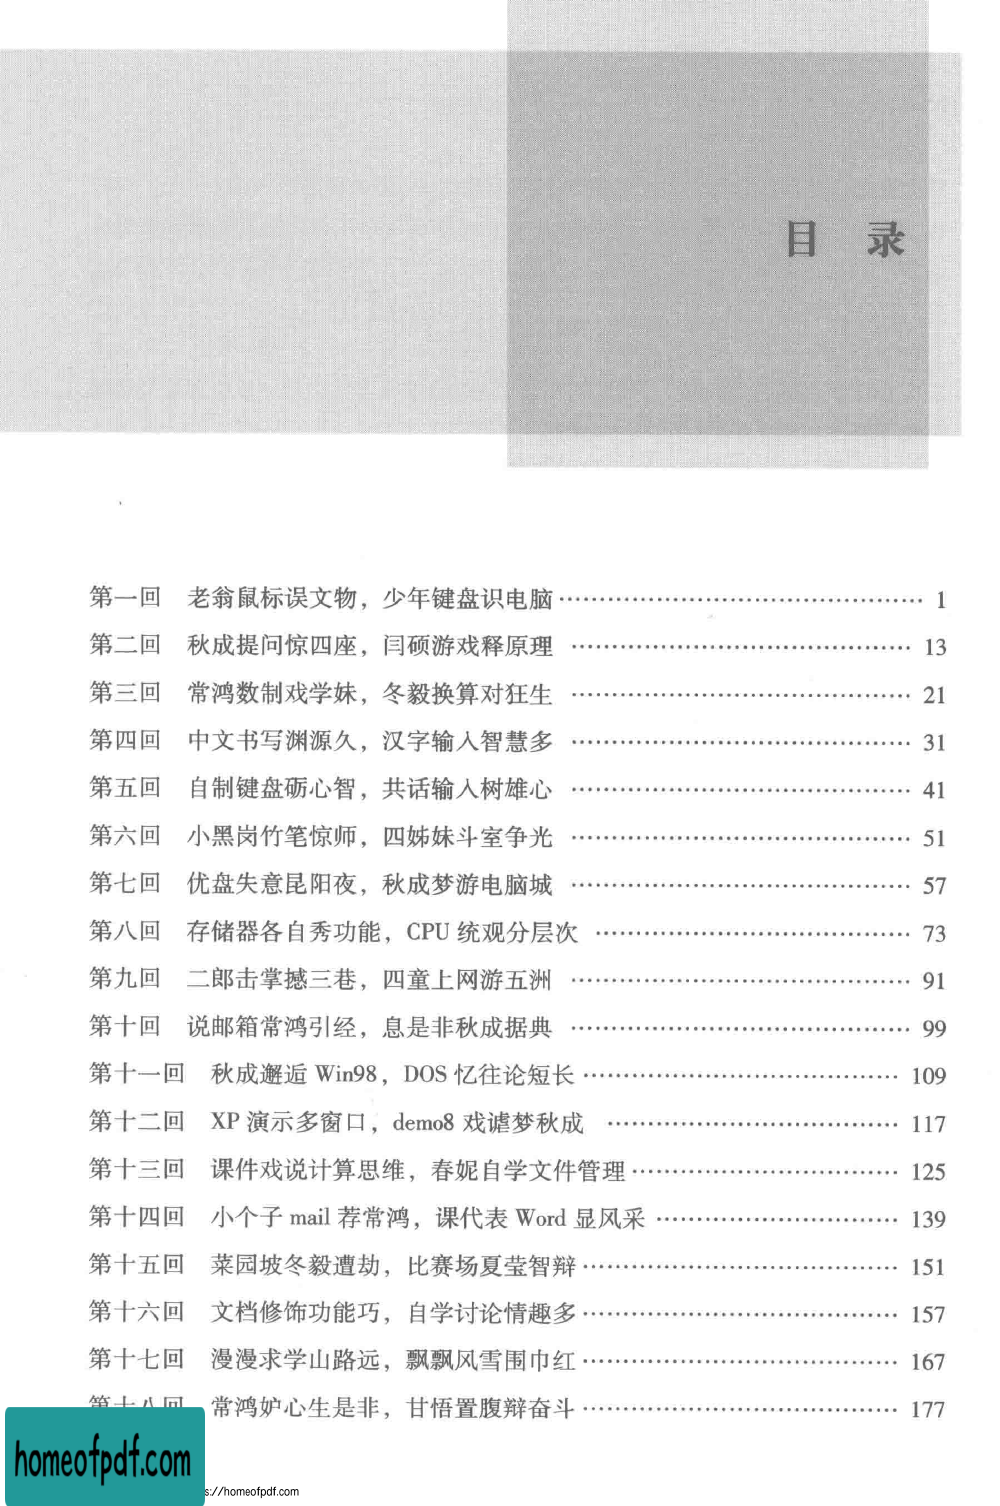 目 录
第一回 老翁鼠标误文物，少年键盘识电脑 …… 1
第二回 秋成提问惊四座，闫硕游戏释原理 …… 13
第三回 常鸿数制戏学妹，冬毅换算对狂生 …… 21
第四回 中文书写渊源久，汉字输入智慧多 …… 31
第五回 自制键盘砺心智，共话输入树雄心 …… 41
第六回 小黑岗竹笔惊师，四姊妹斗室争光 …… 51
第七回 优盘失意昆阳夜，秋成梦游电脑城 …… 57
第八回 存储器各自秀功能，CPU 统观分层次 …… 73
第九回 二郎击掌撼三巷，四童上网游五洲 …… 91
第十回 说邮箱常鸿引经，息是非秋成据典 …… 99
第十一回 秋成邂逅 Win98，DOS 忆往论短长 …… 109
第十二回 XP 演示多窗口，demo8 戏谑梦秋成 …… 117
第十三回 课件戏说计算思维，春妮自学文件管理 …… 125
第十四回 小个子 mail 荐常鸿，课代表 Word 显风采 …… 139
第十五回 菜园坡冬毅遭劫，比赛场夏莹智辩 …… 151
第十六回 文档修饰功能巧，自学讨论情趣多 …… 157
第十七回 漫漫求学山路远，飘飘风雪围巾红 …… 167
第十八回 常鸿妒心生是非，甘悟置腹辩奋斗 …… 177
homeofpdf.com
s://homeofpdf.com